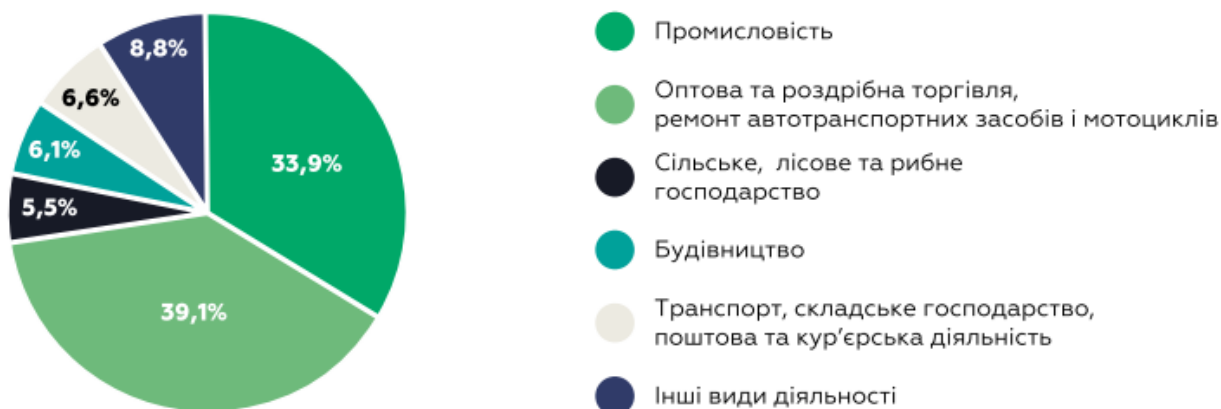 8,8%
6,6%
6,1%
5,5%
33,9%
39,1%
Промисловість
Оптова та роздрібна торгівля,
ремонт автотранспортних засобів і мотоциклів
Сільське, лісове та рибне
господарство
Будівництво
Транспорт, складське господарство,
поштова та кур’єрська діяльність
Інші види діяльності